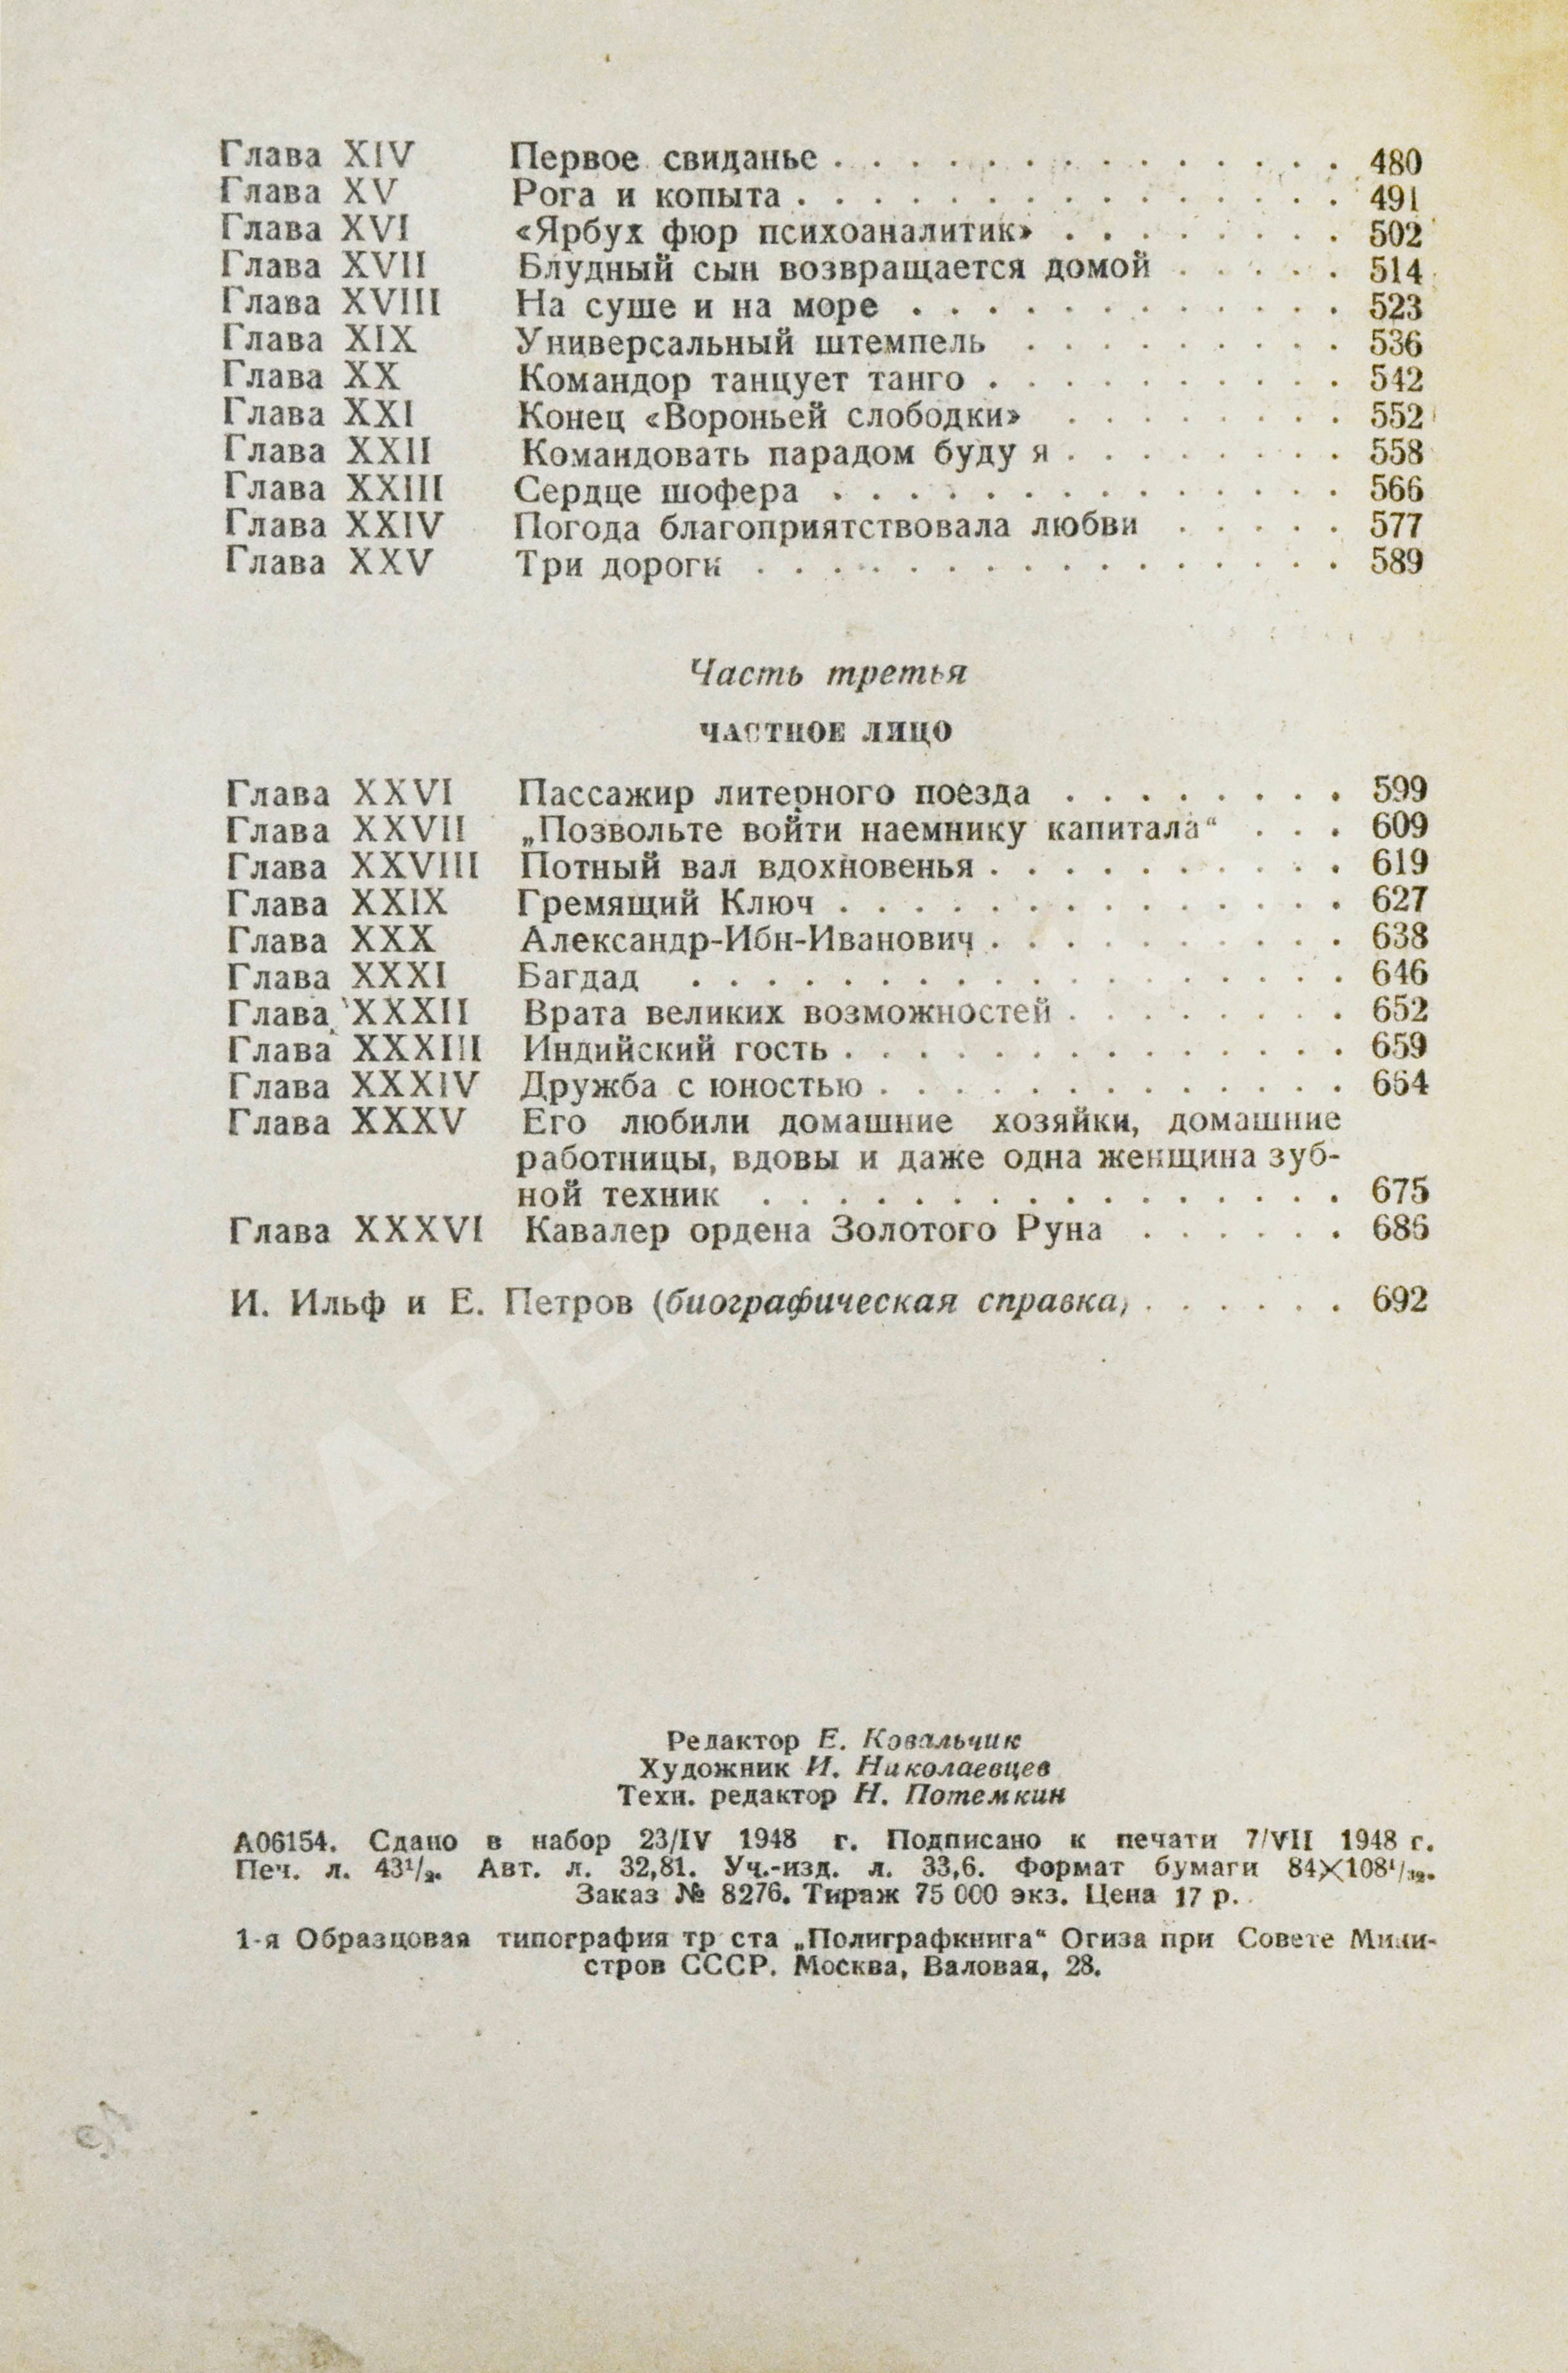 Глава XIV Первое свиданье . . . . . . . . . . . . . . 480
Глава XV Рога и копыта . . . . . . . . . . . . . . . 491
Глава XVI «Ярбух фюр психоаналитик» . . . . . . . . 502
Глава XVII Блудный сын возвращается домой . . . . . 514
Глава XVIII На суше и на море . . . . . . . . . . . . 523
Глава XIX Универсальный штемпель . . . . . . . . . 536
Глава XX Командор танцует танго . . . . . . . . . . 542
Глава XXI Конец «Вороньей слободки» . . . . . . . . 552
Глава XXII Командовать парадом буду я . . . . . . . . 558
Глава XXIII Сердце шофера . . . . . . . . . . . . . . 566
Глава XXIV Погода благоприятствовала любви . . . . . 577
Глава XXV Три дороги . . . . . . . . . . . . . . . . 589
Часть третья
ЧАСТНОЕ ЛИЦО
Глава XXVI Пассажир литерного поезда . . . . . . . . 599
Глава XXVII „Позвольте войти наемнику капитала“ . . . 609
Глава XXVIII Потный вал вдохновенья . . . . . . . . . . 619
Глава XXIX Гремящий Ключ . . . . . . . . . . . . . . 627
Глава XXX Александр-Ибн-Иванович . . . . . . . . . . 638
Глава XXXI Багдад . . . . . . . . . . . . . . . . . . 646
Глава XXXII Врата великих возможностей . . . . . . . . 652
Глава XXXIII Индийский гость . . . . . . . . . . . . . . 659
Глава XXXIV Дружба с юностью . . . . . . . . . . . . . 664
Глава XXXV Его любили домашние хозяйки, домашние
работницы, вдовы и даже одна женщина зуб-
ной техник . . . . . . . . . . . . . . . . 675
Глава XXXVI Кавалер ордена Золотого Руна . . . . . . 686
И. Ильф и Е. Петров (биографическая справка) . . . . . . 692
Редактор Е. Ковальчик
Художник И. Николаевцев
Техн. редактор Н. Потемкин
А06154. Сдано в набор 23/IV 1948 г. Подписано к печати 7/VII 1948 г.
Печ. л. 43¹/₂. Авт. л. 32,81. Уч.-изд. л. 33,6. Формат бумаги 84×108¹/₃₂.
Заказ № 8276. Тираж 75 000 экз. Цена 17 р.
1-я Образцовая типография тр ста „Полиграфкнига“ Огиза при Совете Мини-
стров СССР. Москва, Валовая, 28.